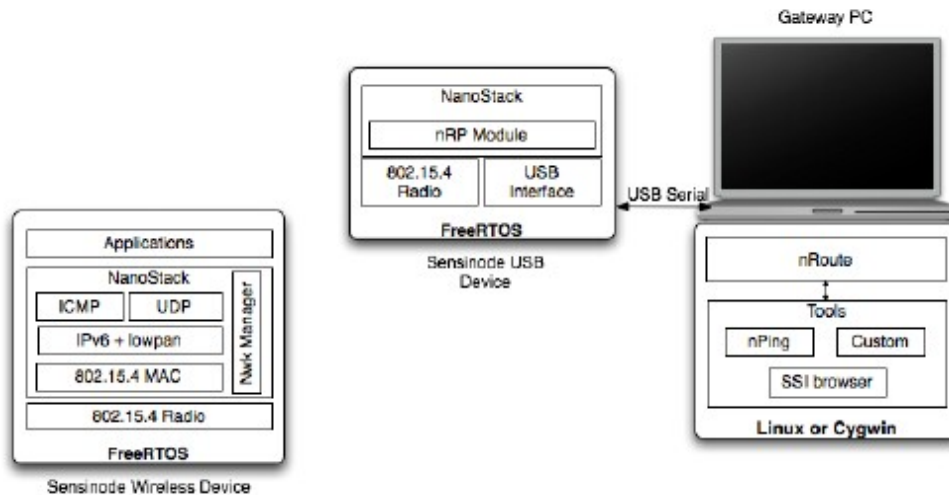 Gateway PC
NanoStack
nRP Module
802.15.4
Radio
USB
Interface
FreeRTOS
Sensinode USB
Device
USB Serial
nRoute
Tools
nPing
Custom
SSI browser
Linux or Cygwin
Applications
NanoStack
ICMP
UDP
IPv6 + lowpan
802.15.4 MAC
Nwk Manager
802.15.4 Radio
FreeRTOS
Sensinode Wireless Device